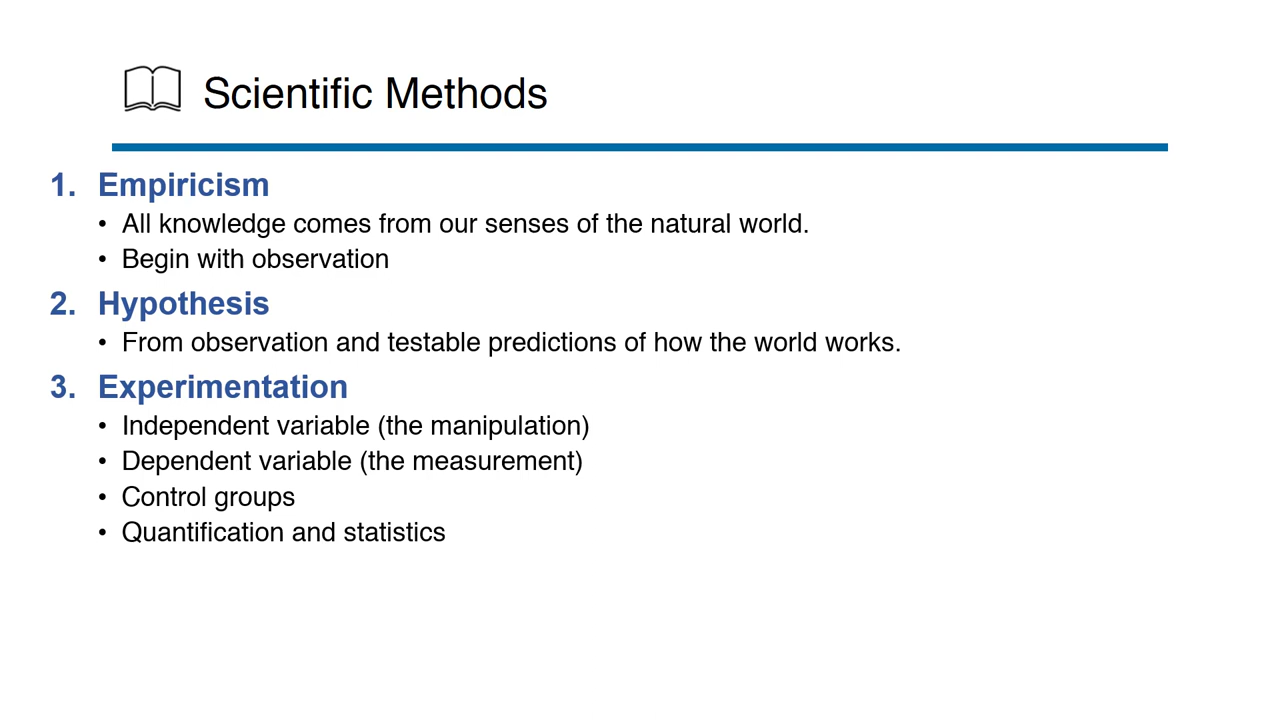 Scientific Methods
1. Empiricism
• All knowledge comes from our senses of the natural world.
• Begin with observation
2. Hypothesis
• From observation and testable predictions of how the world works.
3. Experimentation
• Independent variable (the manipulation)
• Dependent variable (the measurement)
• Control groups
• Quantification and statistics